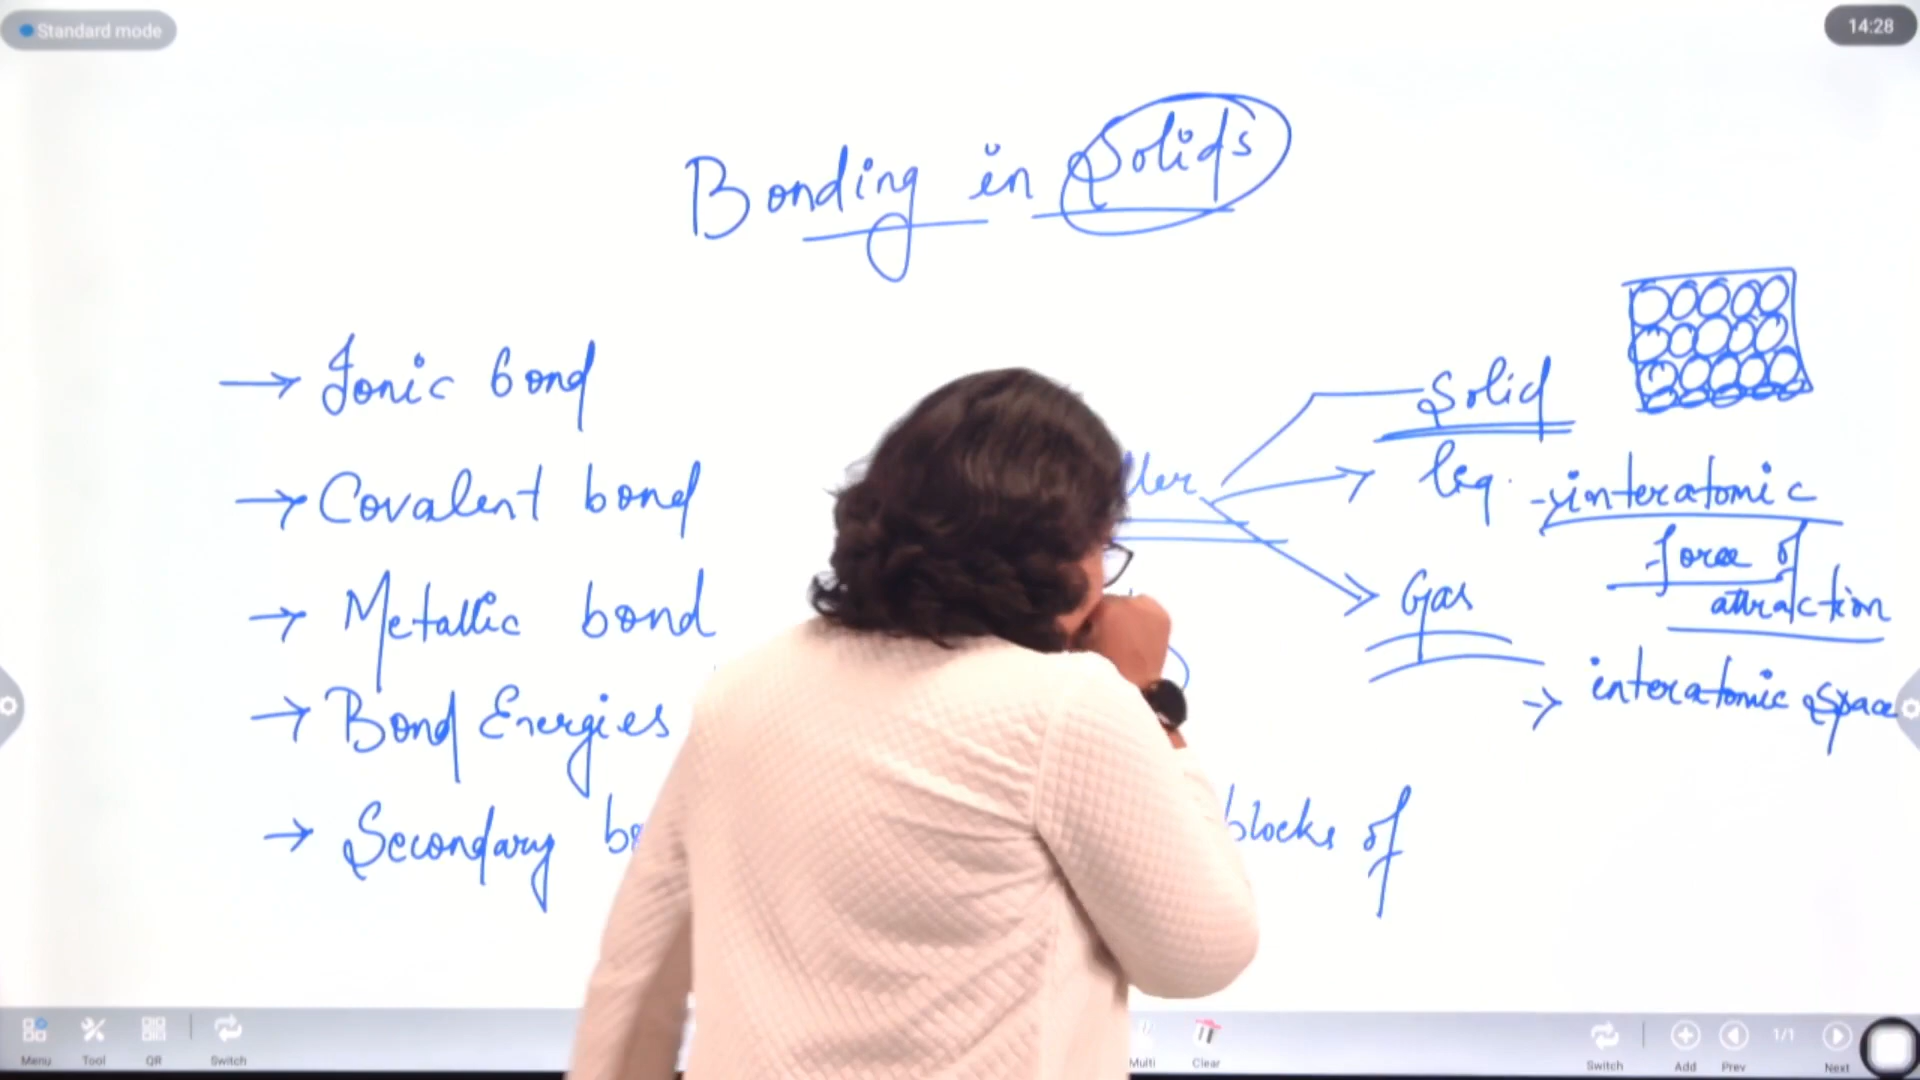 Standard mode
14:28
Bonding in Solids
→ Ionic bond
→ Covalent bond
→ Metallic bond
→ Bond Energies
→ Secondary
Solid
liq.
Gas
→ interatomic
force of
attraction
→ interatomic space
blocks of
Menu
Tool
QR
Switch
Multi
Clear
Switch
Add
Prev
1/1
Next